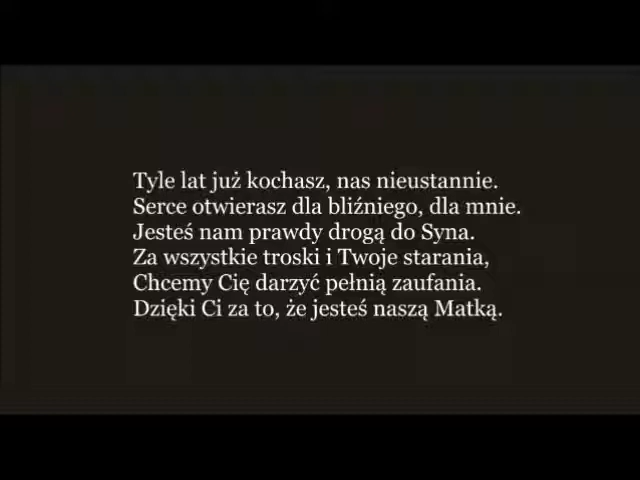 Tyle lat już kochasz, nas nieustannie.
Serce otwierasz dla bliźniego, dla mnie.
Jesteś nam prawdy drogą do Syna.
Za wszystkie troski i Twoje starania,
Chcemy Cię darzyć pełnią zaufania.
Dzięki Ci za to, że jesteś naszą Matką.